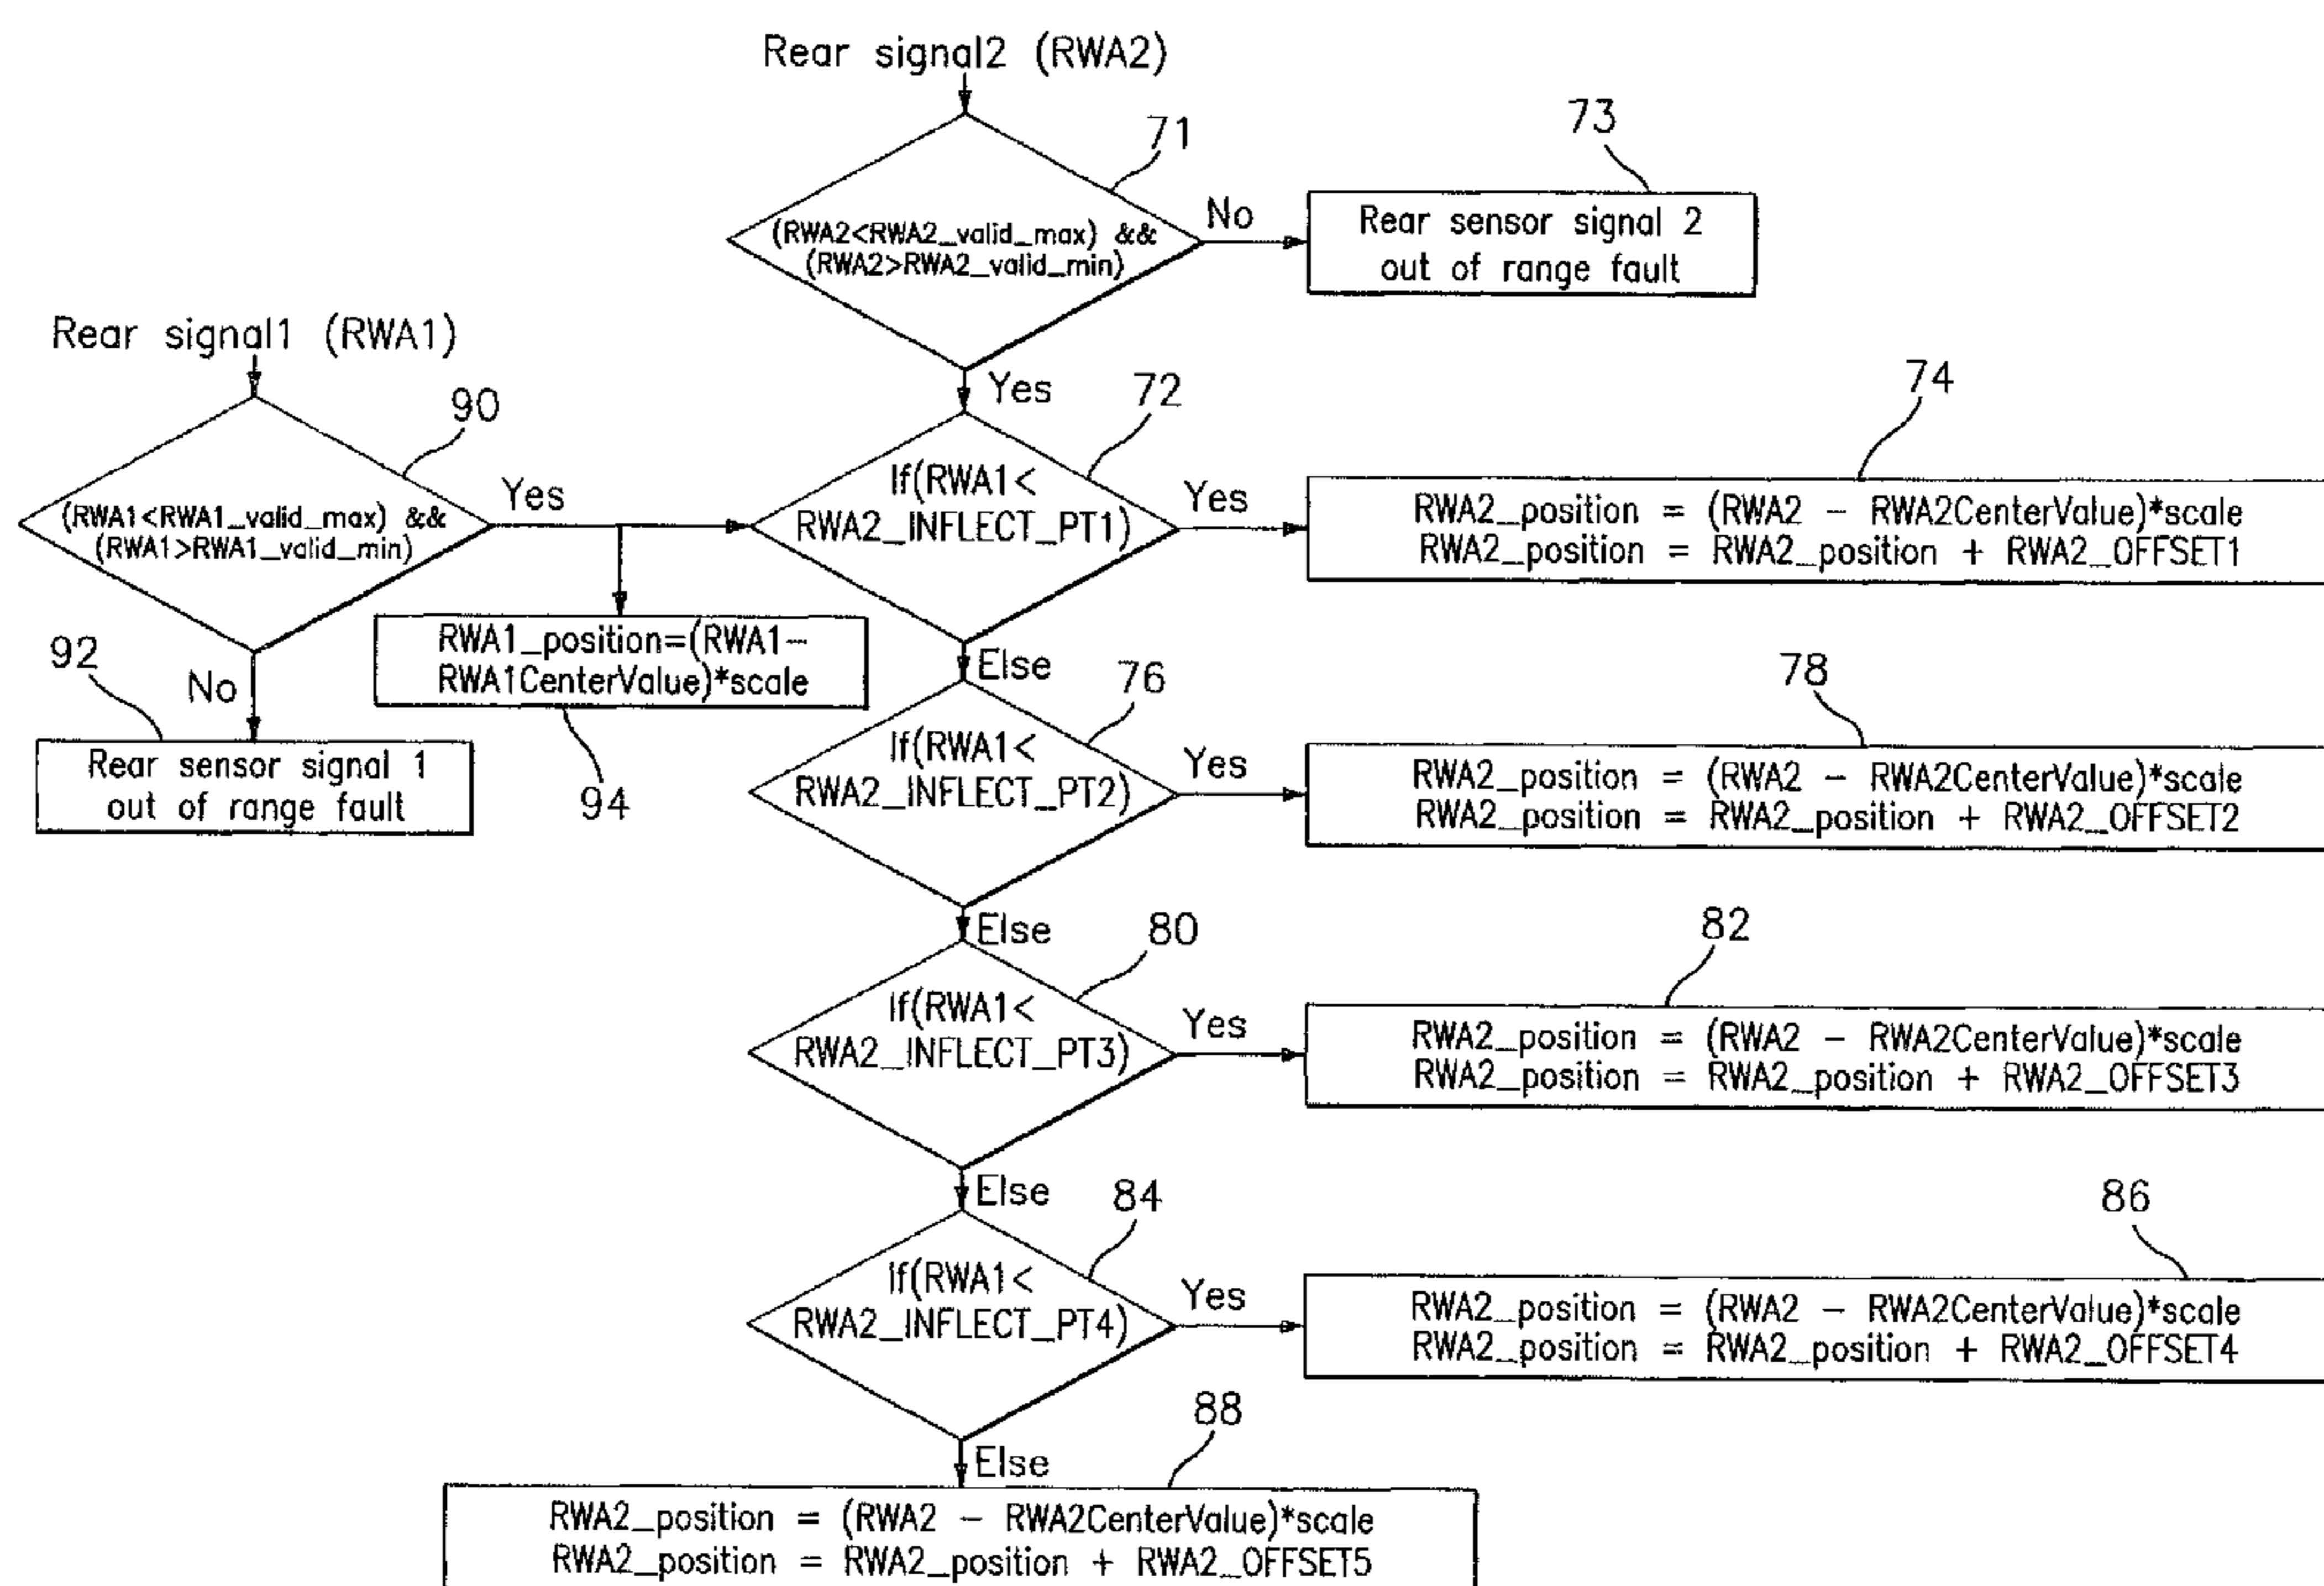 Rear signal2 (RWA2)
71
73
(RWA2<RWA2_valid_max) &&
(RWA2>RWA2_valid_min)
No
Rear sensor signal 2
out of range fault
Rear signal1 (RWA1)
90
(RWA1<RWA1_valid_max) &&
(RWA1>RWA1_valid_min)
Yes
Yes
72
If(RWA1<
RWA2_INFLECT_PT1)
Yes
74
RWA2_position = (RWA2 - RWA2CenterValue)*scale
RWA2_position = RWA2_position + RWA2_OFFSET1
92
No
Rear sensor signal 1
out of range fault
RWA1_position=(RWA1-
RWA1CenterValue)*scale
94
Else
76
If(RWA1<
RWA2_INFLECT_PT2)
Yes
78
RWA2_position = (RWA2 - RWA2CenterValue)*scale
RWA2_position = RWA2_position + RWA2_OFFSET2
Else
80
If(RWA1<
RWA2_INFLECT_PT3)
Yes
82
RWA2_position = (RWA2 - RWA2CenterValue)*scale
RWA2_position = RWA2_position + RWA2_OFFSET3
Else
84
If(RWA1<
RWA2_INFLECT_PT4)
Yes
86
RWA2_position = (RWA2 - RWA2CenterValue)*scale
RWA2_position = RWA2_position + RWA2_OFFSET4
Else
88
RWA2_position = (RWA2 - RWA2CenterValue)*scale
RWA2_position = RWA2_position + RWA2_OFFSET5